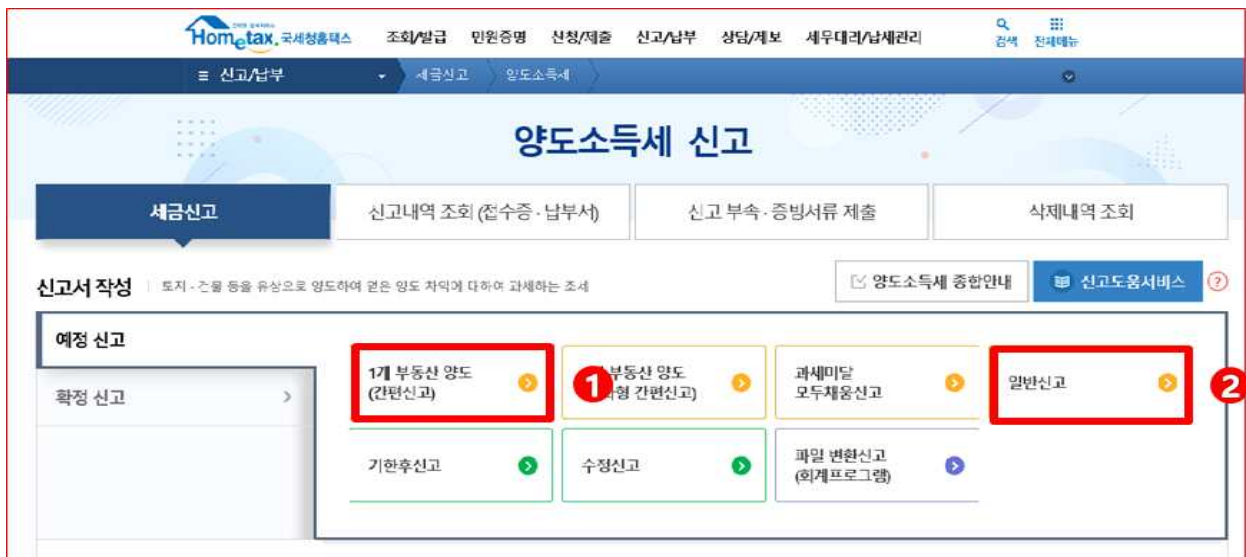 Hometax. 국세청홈택스
조회/발급 민원증명 신청/제출 신고/납부 상담/제보 세무대리/납세관리
검색 전체메뉴
≡ 신고/납부 세금신고 양도소득세
양도소득세 신고
세금신고 신고내역 조회 (접수증 · 납부서) 신고 부속 · 증빙서류 제출 삭제내역 조회
신고서 작성 토지 · 건물 등을 유상으로 양도하여 얻은 양도 차익에 대하여 과세하는 조세 양도소득세 종합안내 신고도움서비스 ?
예정 신고
확정 신고
1개 부동산 양도
(간편신고)
1
부동산 양도
형 간편신고)
과세미달
모두채움신고
일반신고
2
기한후신고
수정신고
파일 변환신고
(회계프로그램)